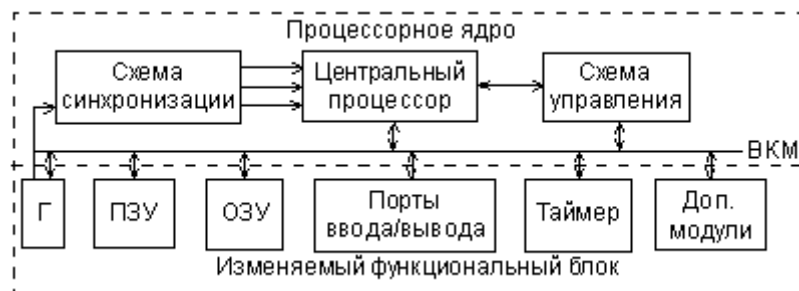 Процессорное ядро
Схема
синхронизации
Центральный
процессор
Схема
управления
ВКМ
Г
ПЗУ
ОЗУ
Порты
ввода/вывода
Таймер
Доп.
модули
Изменяемый функциональный блок